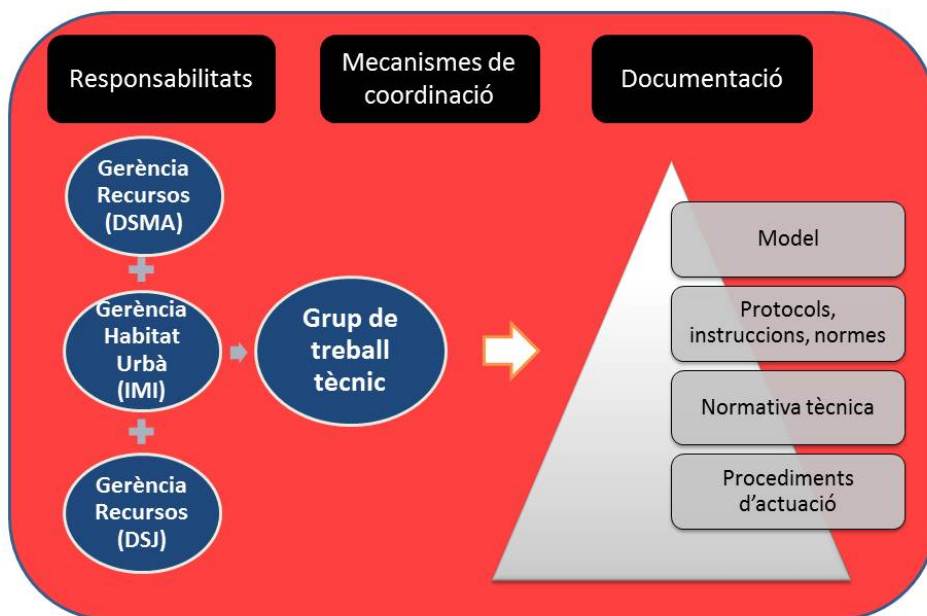 Responsabilitats
Mecanismes de
coordinació
Documentació
Gerència
Recursos
(DSMA)
Gerència
Habitat
Urbà
(IMI)
Gerència
Recursos
(DSJ)
Grup de
treball
tècnic
Model
Protocols,
instruccions, normes
Normativa tècnica
Procediments
d'actuació